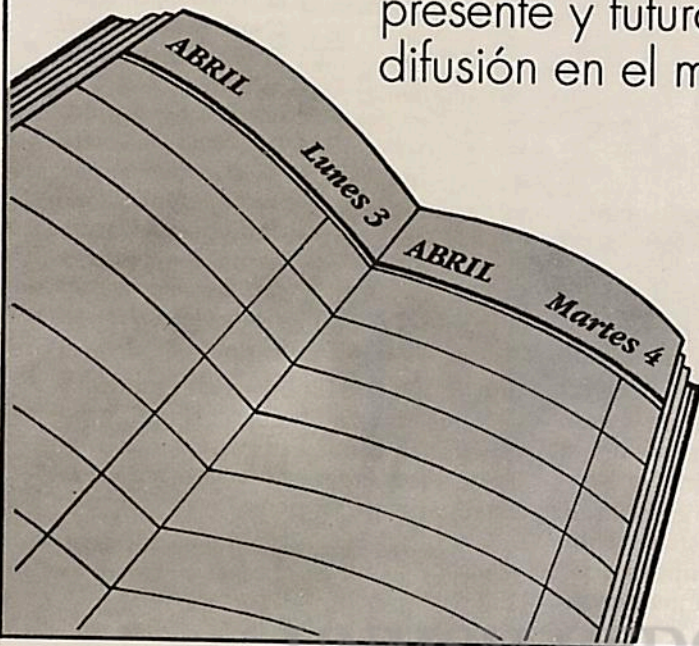 presente y futuro
difusión en el m
ABRIL
Lunes 3
ABRIL
Martes 4